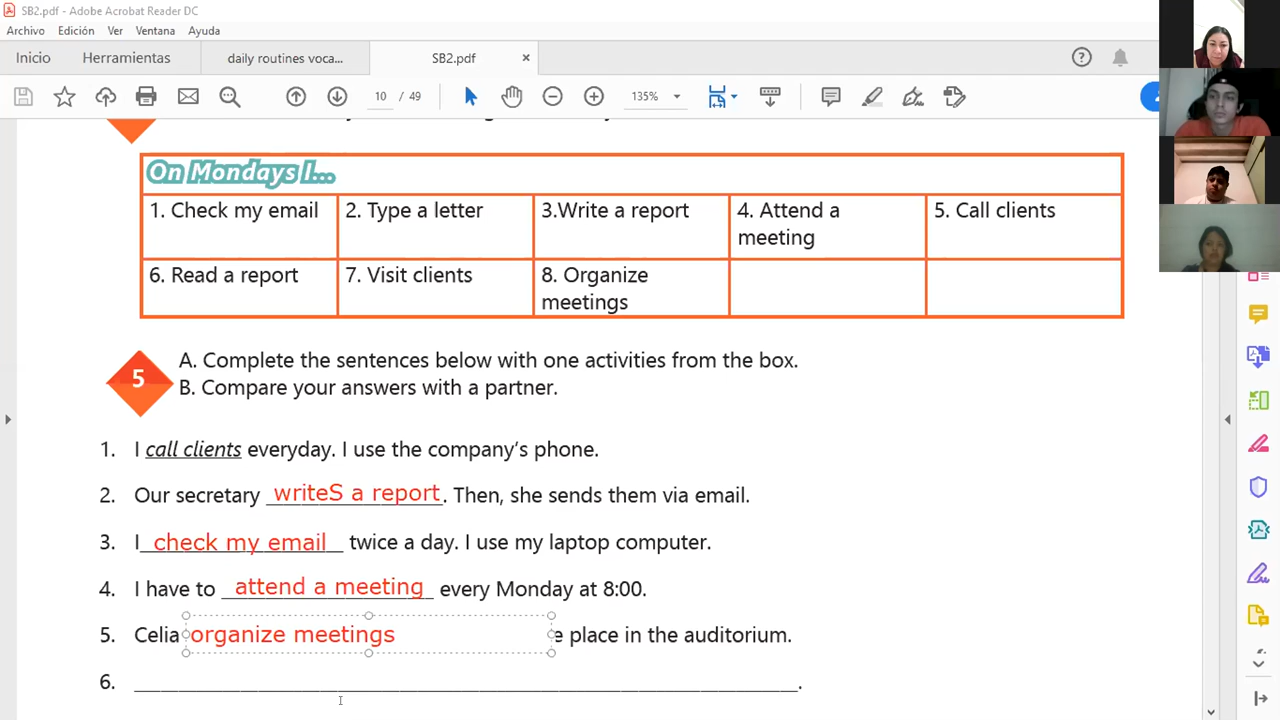 SB2.pdf - Adobe Acrobat Reader DC
Archivo Edición Ver Ventana Ayuda
Inicio Herramientas daily routines voca... SB2.pdf ×
10 / 49 135%
On Mondays I...
1. Check my email 2. Type a letter 3.Write a report 4. Attend a meeting 5. Call clients
6. Read a report 7. Visit clients 8. Organize meetings
5 A. Complete the sentences below with one activities from the box.
B. Compare your answers with a partner.
1. I call clients everyday. I use the company's phone.
2. Our secretary writeS a report. Then, she sends them via email.
3. I check my email twice a day. I use my laptop computer.
4. I have to attend a meeting every Monday at 8:00.
5. Celia organize meetings e place in the auditorium.
6. ____________________.